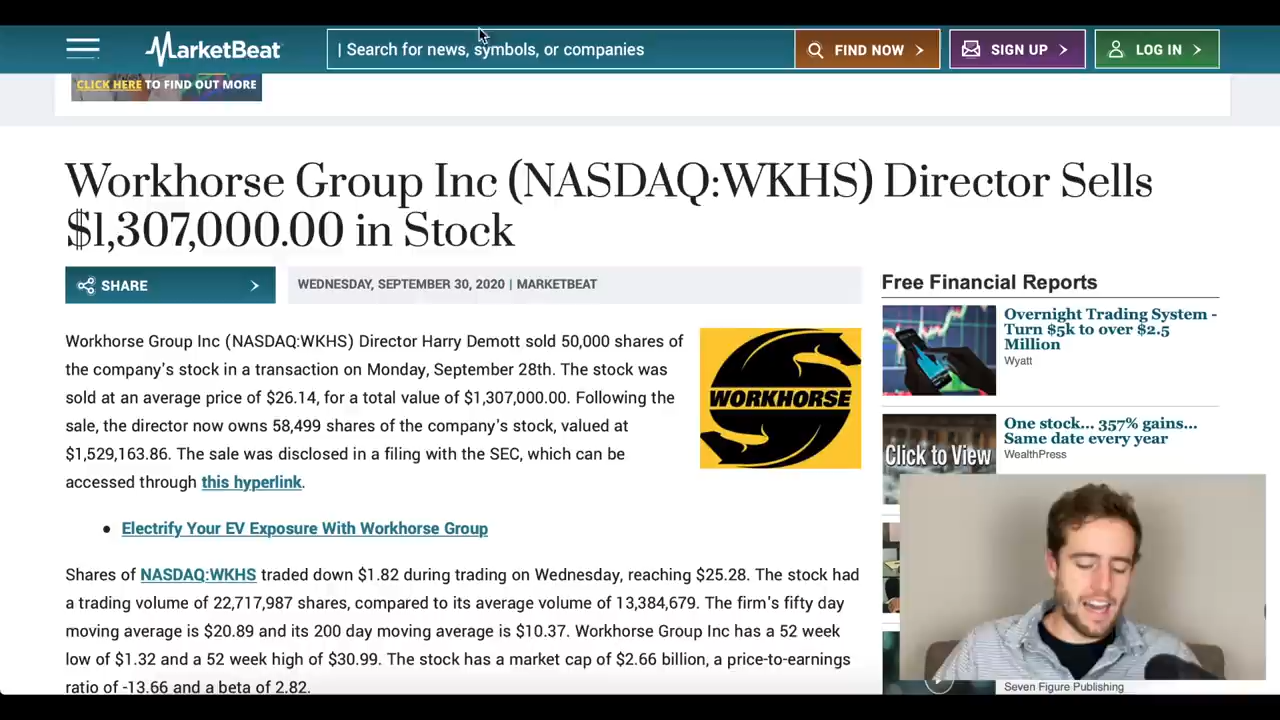 MarketBeat
| Search for news, symbols, or companies
FIND NOW
SIGN UP
LOG IN
CLICK HERE TO FIND OUT MORE
Workhorse Group Inc (NASDAQ:WKHS) Director Sells
$1,307,000.00 in Stock
SHARE
WEDNESDAY, SEPTEMBER 30, 2020 | MARKETBEAT
Workhorse Group Inc (NASDAQ:WKHS) Director Harry Demott sold 50,000 shares of
the company's stock in a transaction on Monday, September 28th. The stock was
sold at an average price of $26.14, for a total value of $1,307,000.00. Following the
sale, the director now owns 58,499 shares of the company's stock, valued at
$1,529,163.86. The sale was disclosed in a filing with the SEC, which can be
accessed through this hyperlink.
WORKHORSE
● Electrify Your EV Exposure With Workhorse Group
Shares of NASDAQ:WKHS traded down $1.82 during trading on Wednesday, reaching $25.28. The stock had
a trading volume of 22,717,987 shares, compared to its average volume of 13,384,679. The firm's fifty day
moving average is $20.89 and its 200 day moving average is $10.37. Workhorse Group Inc has a 52 week
low of $1.32 and a 52 week high of $30.99. The stock has a market cap of $2.66 billion, a price-to-earnings
ratio of -13.66 and a beta of 2.82.
Free Financial Reports
Overnight Trading System -
Turn $5k to over $2.5
Million
Wyatt
Click to View
One stock... 357% gains...
Same date every year
WealthPress
Seven Figure Publishing